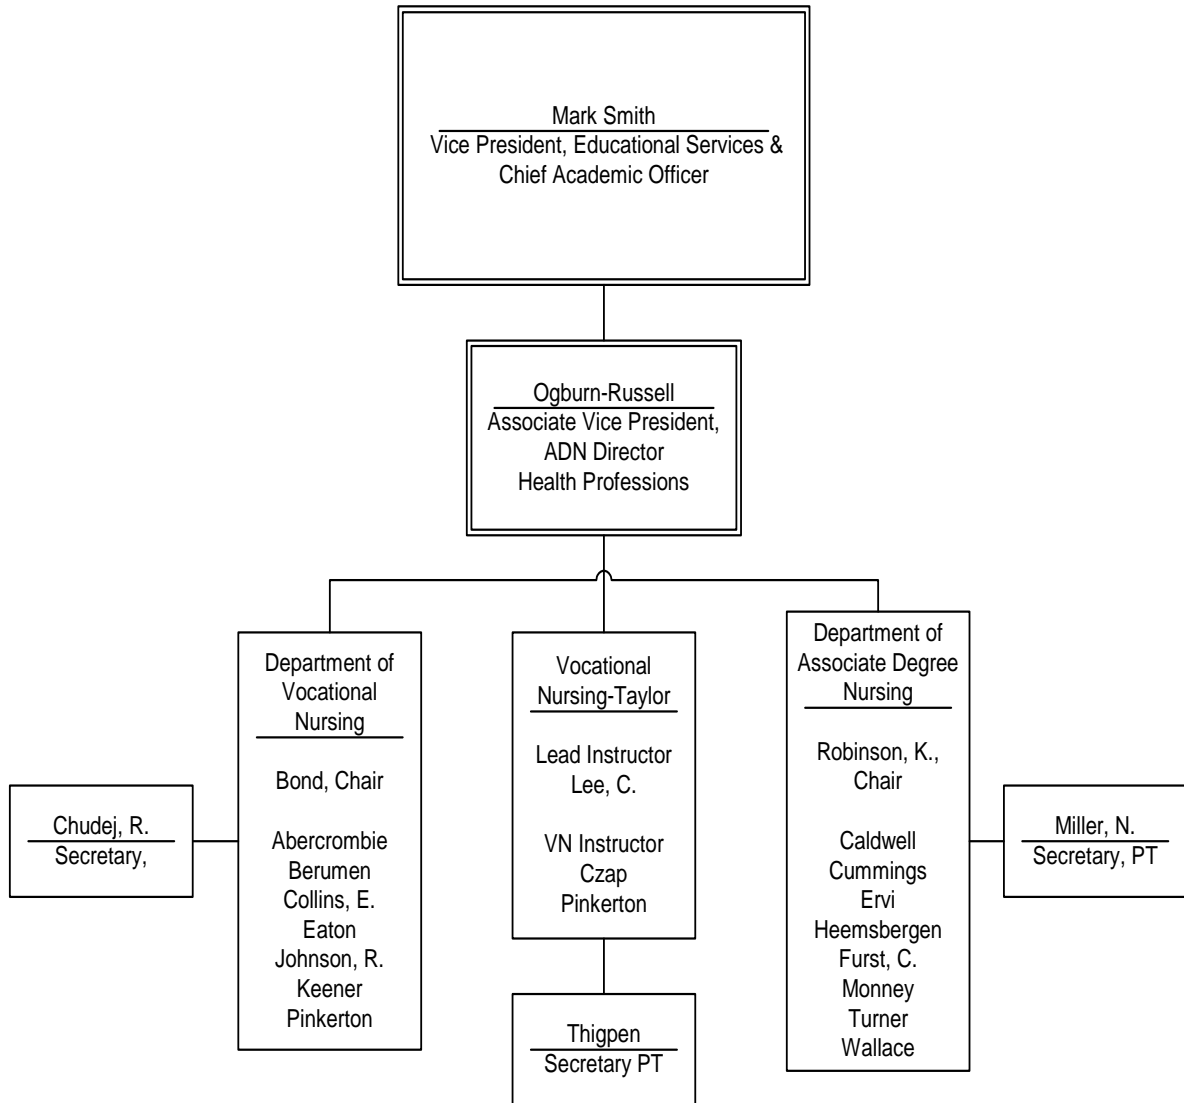 Mark Smith
Vice President, Educational Services &
Chief Academic Officer
Ogburn-Russell
Associate Vice President,
ADN Director
Health Professions
Department of
Vocational
Nursing
Bond, Chair
Abercrombie
Berumen
Collins, E.
Eaton
Johnson, R.
Keener
Pinkerton
Chudej, R.
Secretary,
Vocational
Nursing-Taylor
Lead Instructor
Lee, C.
VN Instructor
Czap
Pinkerton
Thigpen
Secretary PT
Department of
Associate Degree
Nursing
Robinson, K.,
Chair
Caldwell
Cummings
Ervi
Heemsbergen
Furst, C.
Monney
Turner
Wallace
Miller, N.
Secretary, PT